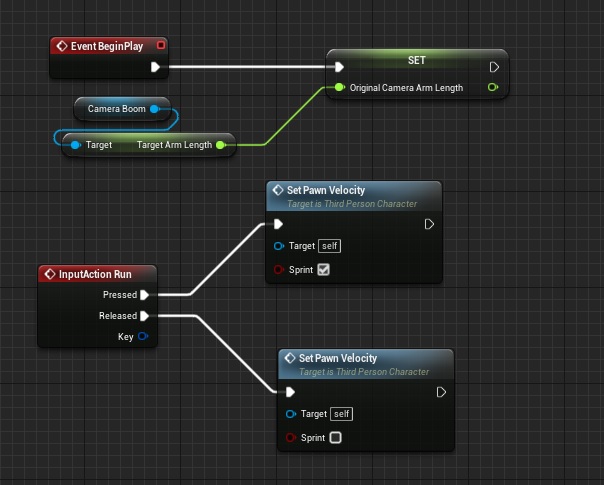 Event BeginPlay
SET
Original Camera Arm Length
Camera Boom
Target Target Arm Length
Set Pawn Velocity
Target is Third Person Character
Target self
Sprint
InputAction Run
Pressed
Released
Key
Set Pawn Velocity
Target is Third Person Character
Target self
Sprint